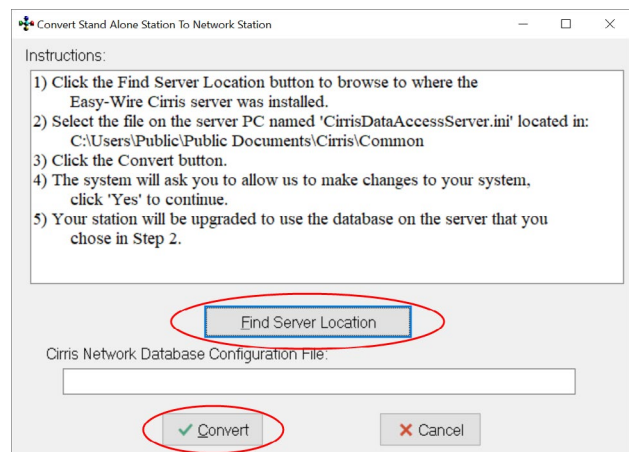 Convert Stand Alone Station To Network Station
Instructions:
1) Click the Find Server Location button to browse to where the
Easy-Wire Cirris server was installed.
2) Select the file on the server PC named 'CirrisDataAccessServer.ini' located in:
C:\Users\Public\Public Documents\Cirris\Common
3) Click the Convert button.
4) The system will ask you to allow us to make changes to your system,
click 'Yes' to continue.
5) Your station will be upgraded to use the database on the server that you
chose in Step 2.
Find Server Location
Cirris Network Database Configuration File:
Convert
Cancel